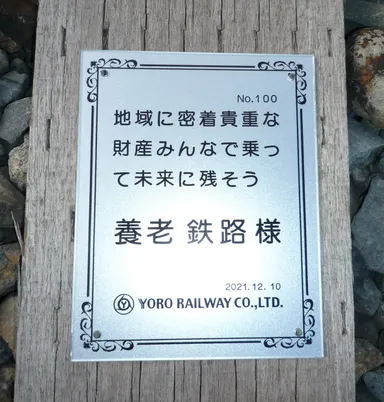 No.100
地域に密着貴重な
財産みんなで乗っ
て未来に残そう
養老 鉄路様
2021.12.10
YORO RAILWAY CO.,LTD.